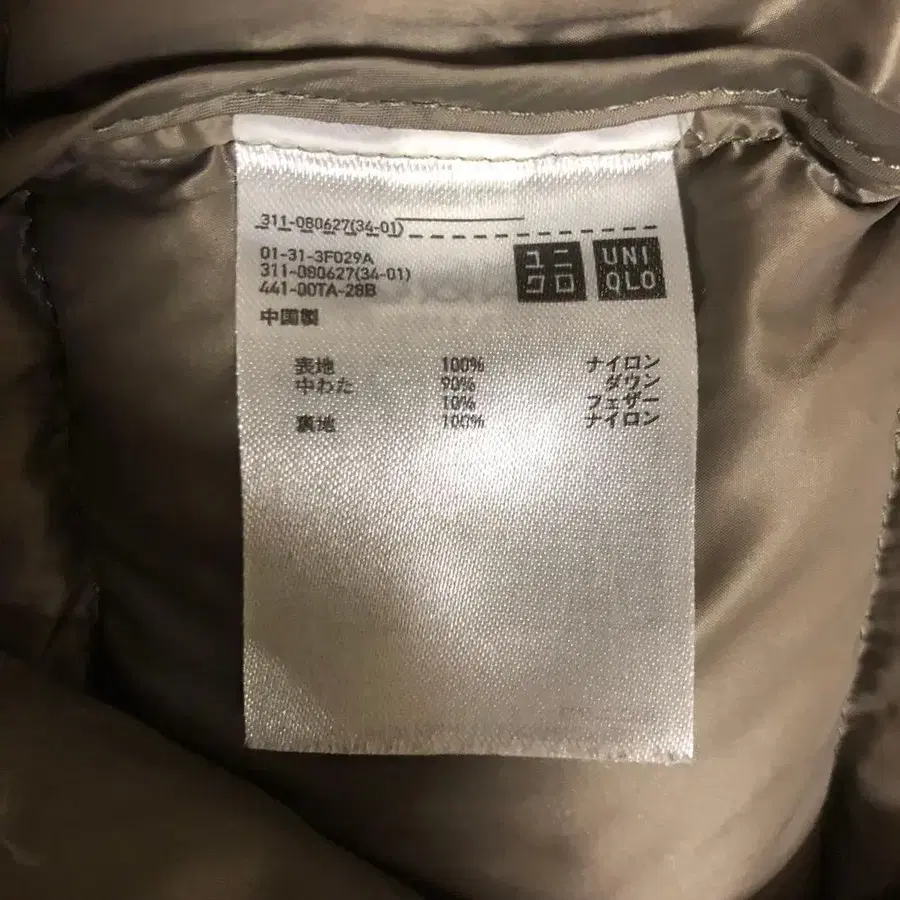 311-080627(34-01)
01-31-3F029A
311-080627(34-01)
441-00TA-28B
ユニ
クロ
UNI
QLO
中国製
表地 100% ナイロン
中わた 90% ダウン
10% フェザー
裏地 100% ナイロン